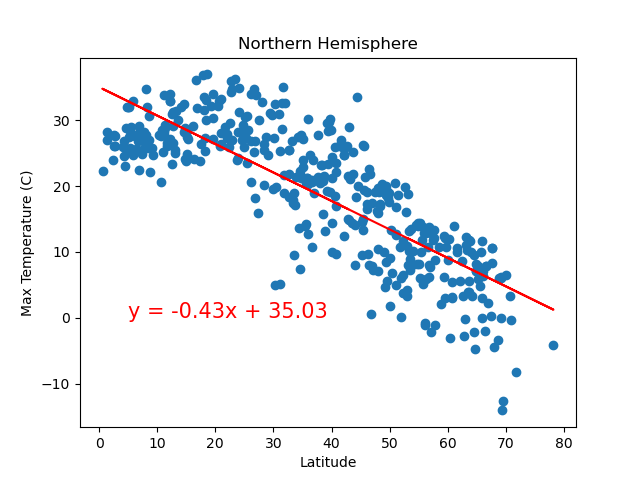 Northern Hemisphere
Max Temperature (C)
30
20
10
0
−10
y = -0.43x + 35.03
0 10 20 30 40 50 60 70 80
Latitude